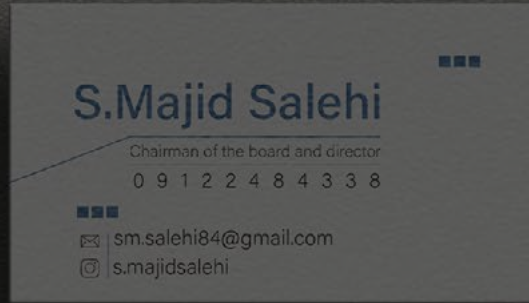 S.Majid Salehi
Chairman of the board and director
0 9 1 2 2 4 8 4 3 3 8
sm.salehi84@gmail.com
s.majidsalehi